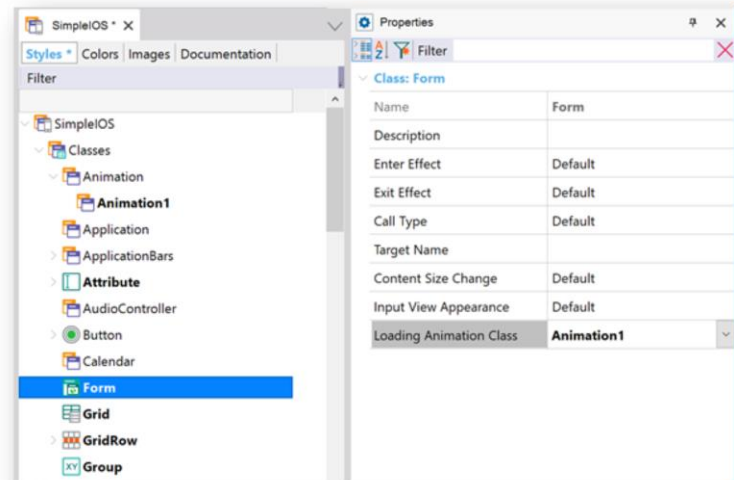 SimpleIOS *
Styles * Colors Images Documentation
Filter
SimpleIOS
Classes
Animation
Animation1
Application
ApplicationBars
Attribute
AudioController
Button
Calendar
Form
Grid
GridRow
XY Group
Properties
Filter
Class: Form
Name Form
Description
Enter Effect Default
Exit Effect Default
Call Type Default
Target Name
Content Size Change Default
Input View Appearance Default
Loading Animation Class Animation1